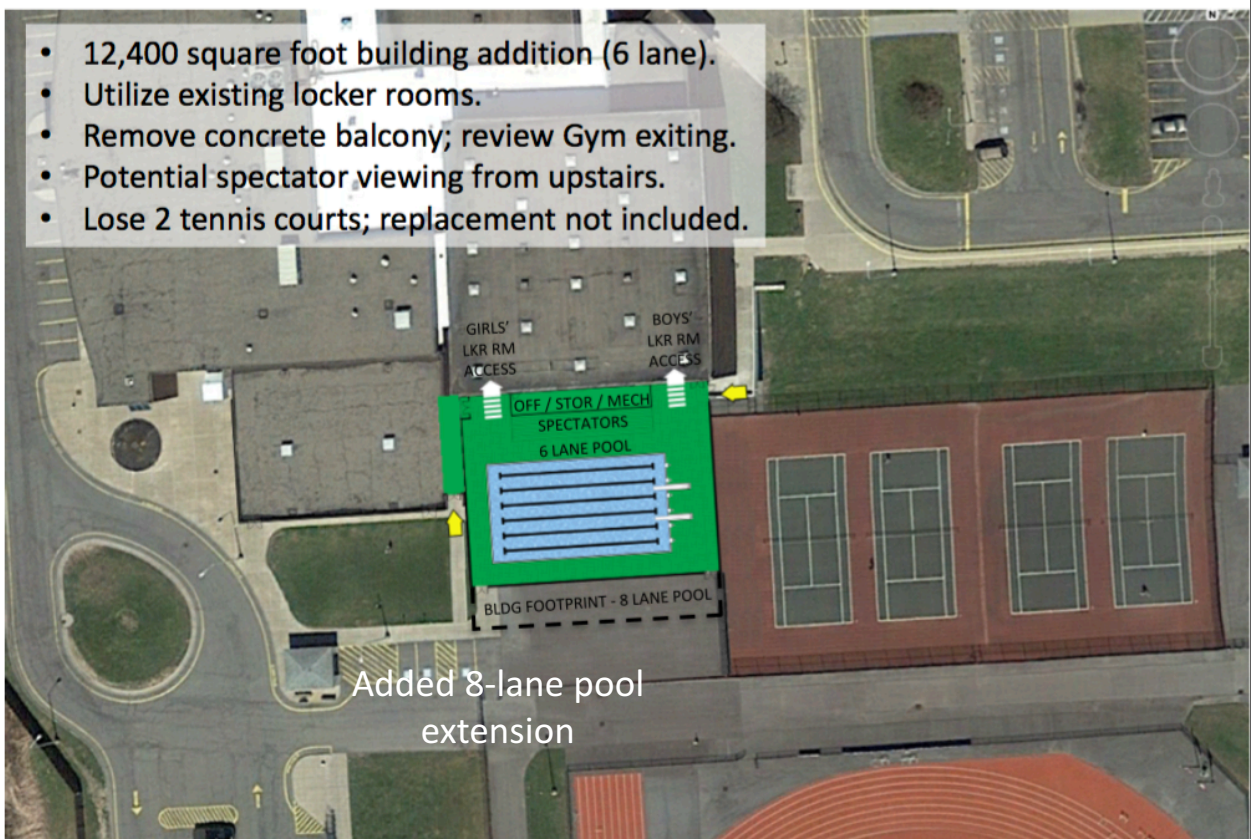 N
• 12,400 square foot building addition (6 lane).
• Utilize existing locker rooms.
• Remove concrete balcony; review Gym exiting.
• Potential spectator viewing from upstairs.
• Lose 2 tennis courts; replacement not included.
GIRLS'
LKR RM
ACCESS
BOYS'
LKR RM
ACCESS
OFF / STOR / MECH
SPECTATORS
6 LANE POOL
BLDG FOOTPRINT - 8 LANE POOL
Added 8-lane pool
extension